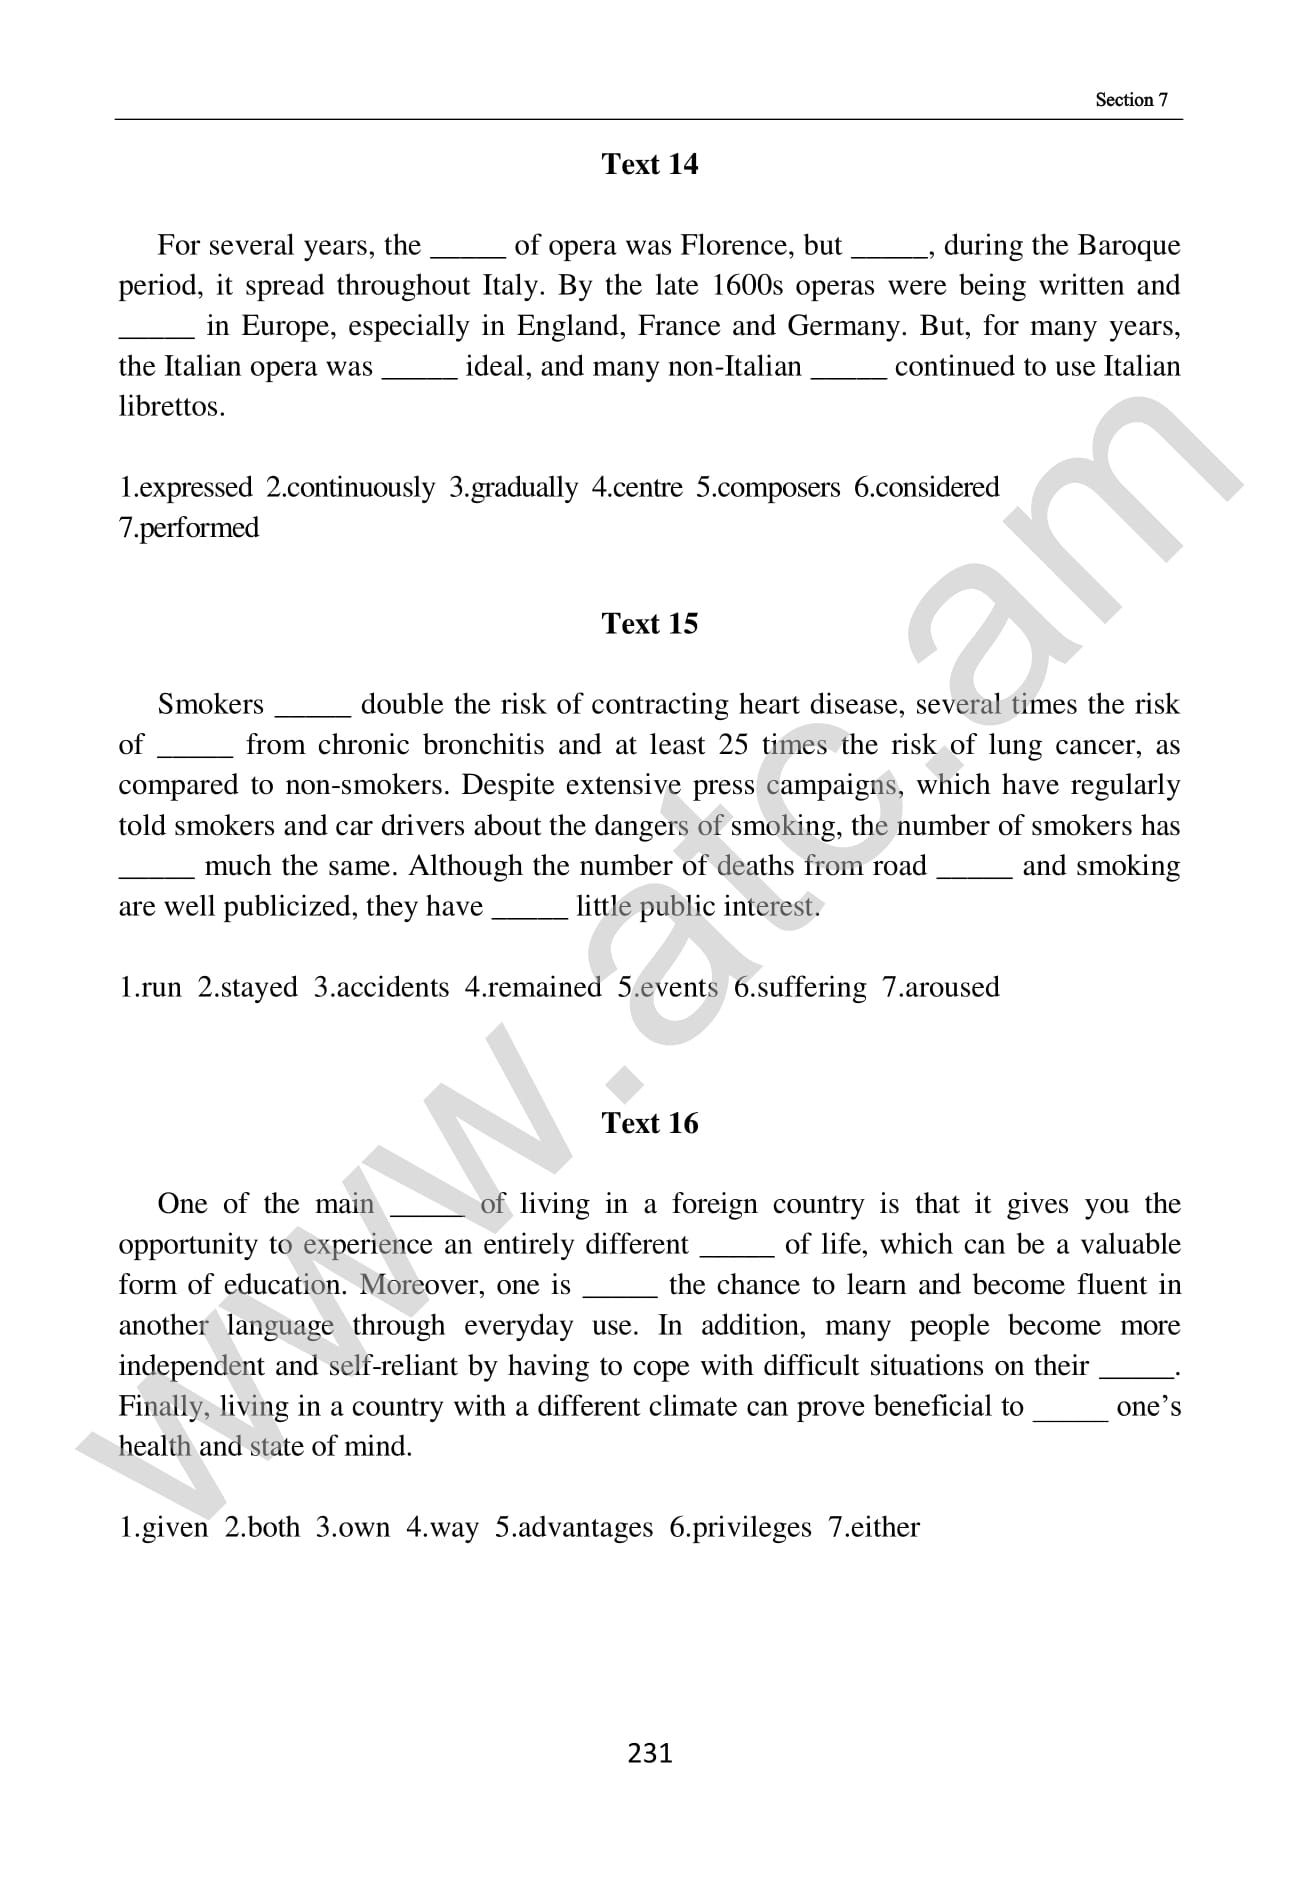 Section 7
Text 14
For several years, the _____ of opera was Florence, but _____, during the Baroque
period, it spread throughout Italy. By the late 1600s operas were being written and
_____ in Europe, especially in England, France and Germany. But, for many years,
the Italian opera was _____ ideal, and many non-Italian _____ continued to use Italian
librettos.
1.expressed 2.continuously 3.gradually 4.centre 5.composers 6.considered
7.performed
Text 15
Smokers _____ double the risk of contracting heart disease, several times the risk
of _____ from chronic bronchitis and at least 25 times the risk of lung cancer, as
compared to non-smokers. Despite extensive press campaigns, which have regularly
told smokers and car drivers about the dangers of smoking, the number of smokers has
_____ much the same. Although the number of deaths from road _____ and smoking
are well publicized, they have _____ little public interest.
1.run 2.stayed 3.accidents 4.remained 5.events 6.suffering 7.aroused
Text 16
One of the main _____ of living in a foreign country is that it gives you the
opportunity to experience an entirely different _____ of life, which can be a valuable
form of education. Moreover, one is _____ the chance to learn and become fluent in
another language through everyday use. In addition, many people become more
independent and self-reliant by having to cope with difficult situations on their _____.
Finally, living in a country with a different climate can prove beneficial to _____ one’s
health and state of mind.
1.given 2.both 3.own 4.way 5.advantages 6.privileges 7.either
231
www.atc.am